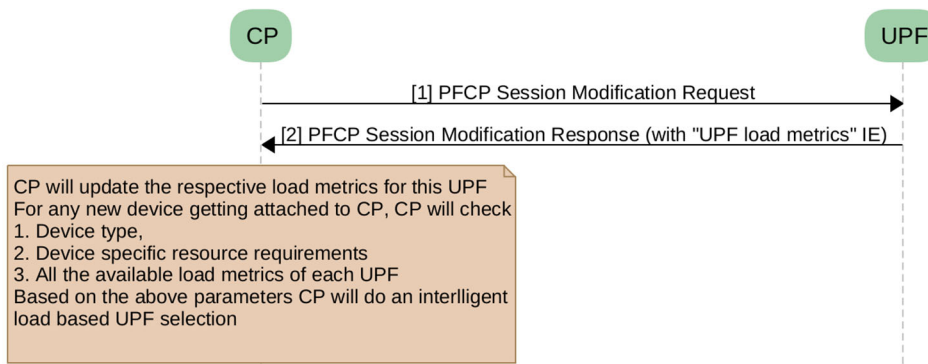 CP
UPF
[1] PFCP Session Modification Request
[2] PFCP Session Modification Response (with "UPF load metrics" IE)
CP will update the respective load metrics for this UPF
For any new device getting attached to CP, CP will check
1. Device type,
2. Device specific resource requirements
3. All the available load metrics of each UPF
Based on the above parameters CP will do an interlligent
load based UPF selection